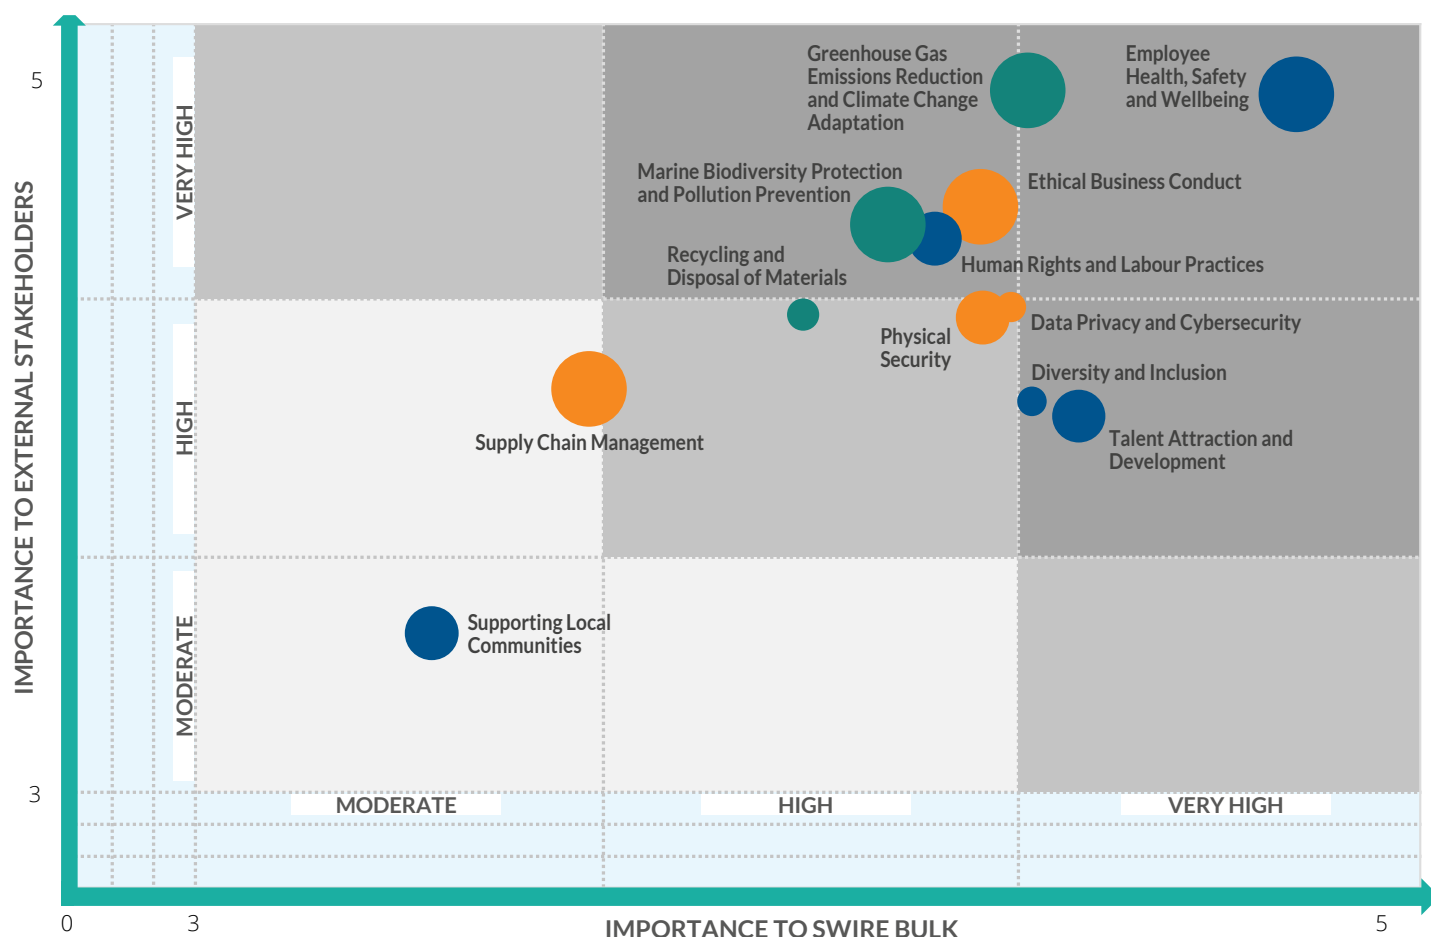 5
3
IMPORTANCE TO EXTERNAL STAKEHOLDERS
VERY HIGH
HIGH
MODERATE
Greenhouse Gas
Emissions Reduction
and Climate Change
Adaptation
Employee
Health, Safety
and Wellbeing
Marine Biodiversity Protection
and Pollution Prevention
Ethical Business Conduct
Recycling and
Disposal of Materials
Human Rights and Labour Practices
Physical
Security
Data Privacy and Cybersecurity
Diversity and Inclusion
Talent Attraction and
Development
Supply Chain Management
Supporting Local
Communities
MODERATE
HIGH
VERY HIGH
0
3
5
IMPORTANCE TO SWIRE BULK